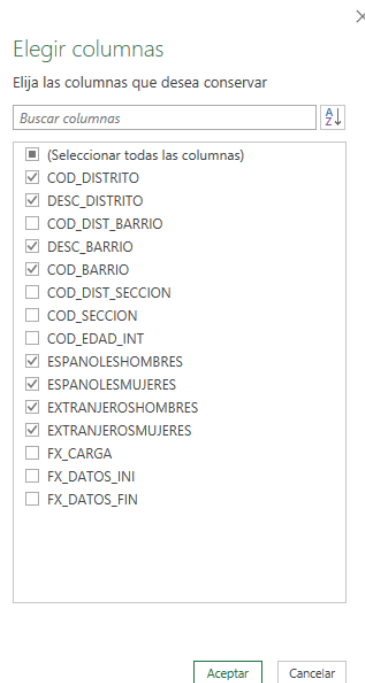 Elegir columnas
Elija las columnas que desea conservar
Buscar columnas
(Seleccionar todas las columnas)
COD_DISTRITO
DESC_DISTRITO
COD_DIST_BARRIO
DESC_BARRIO
COD_BARRIO
COD_DIST_SECCION
COD_SECCION
COD_EDAD_INT
ESPANOLESHOMBRES
ESPANOLESMUJERES
EXTRANJEROSHOMBRES
EXTRANJEROSMUJERES
FX_CARGA
FX_DATOS_INI
FX_DATOS_FIN
Aceptar Cancelar